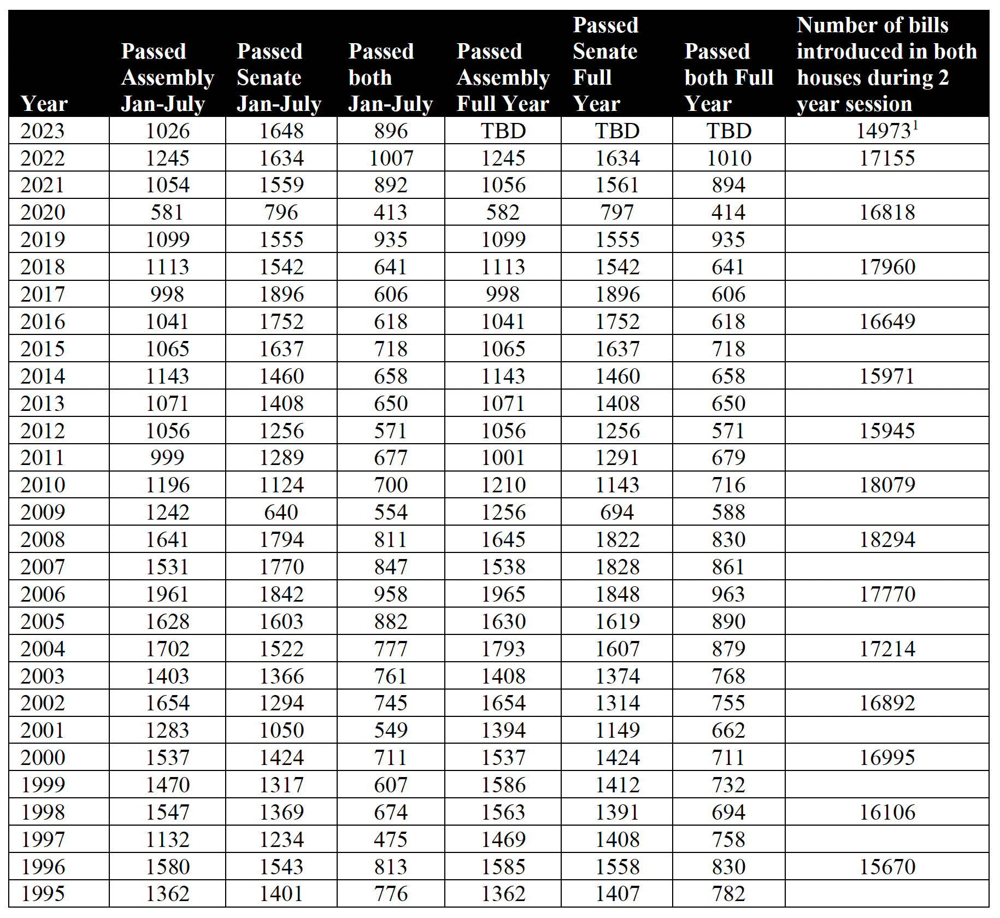 Year Passed Assembly Jan-July Passed Senate Jan-July Passed both Jan-July Passed Assembly Full Year Passed Senate Full Year Passed both Full Year Number of bills introduced in both houses during 2 year session
2023 1026 1648 896 TBD TBD TBD 14973¹
2022 1245 1634 1007 1245 1634 1010 17155
2021 1054 1559 892 1056 1561 894
2020 581 796 413 582 797 414 16818
2019 1099 1555 935 1099 1555 935
2018 1113 1542 641 1113 1542 641 17960
2017 998 1896 606 998 1896 606
2016 1041 1752 618 1041 1752 618 16649
2015 1065 1637 718 1065 1637 718
2014 1143 1460 658 1143 1460 658 15971
2013 1071 1408 650 1071 1408 650
2012 1056 1256 571 1056 1256 571 15945
2011 999 1289 677 1001 1291 679
2010 1196 1124 700 1210 1143 716 18079
2009 1242 640 554 1256 694 588
2008 1641 1794 811 1645 1822 830 18294
2007 1531 1770 847 1538 1828 861
2006 1961 1842 958 1965 1848 963 17770
2005 1628 1603 882 1630 1619 890
2004 1702 1522 777 1793 1607 879 17214
2003 1403 1366 761 1408 1374 768
2002 1654 1294 745 1654 1314 755 16892
2001 1283 1050 549 1394 1149 662
2000 1537 1424 711 1537 1424 711 16995
1999 1470 1317 607 1586 1412 732
1998 1547 1369 674 1563 1391 694 16106
1997 1132 1234 475 1469 1408 758
1996 1580 1543 813 1585 1558 830 15670
1995 1362 1401 776 1362 1407 782